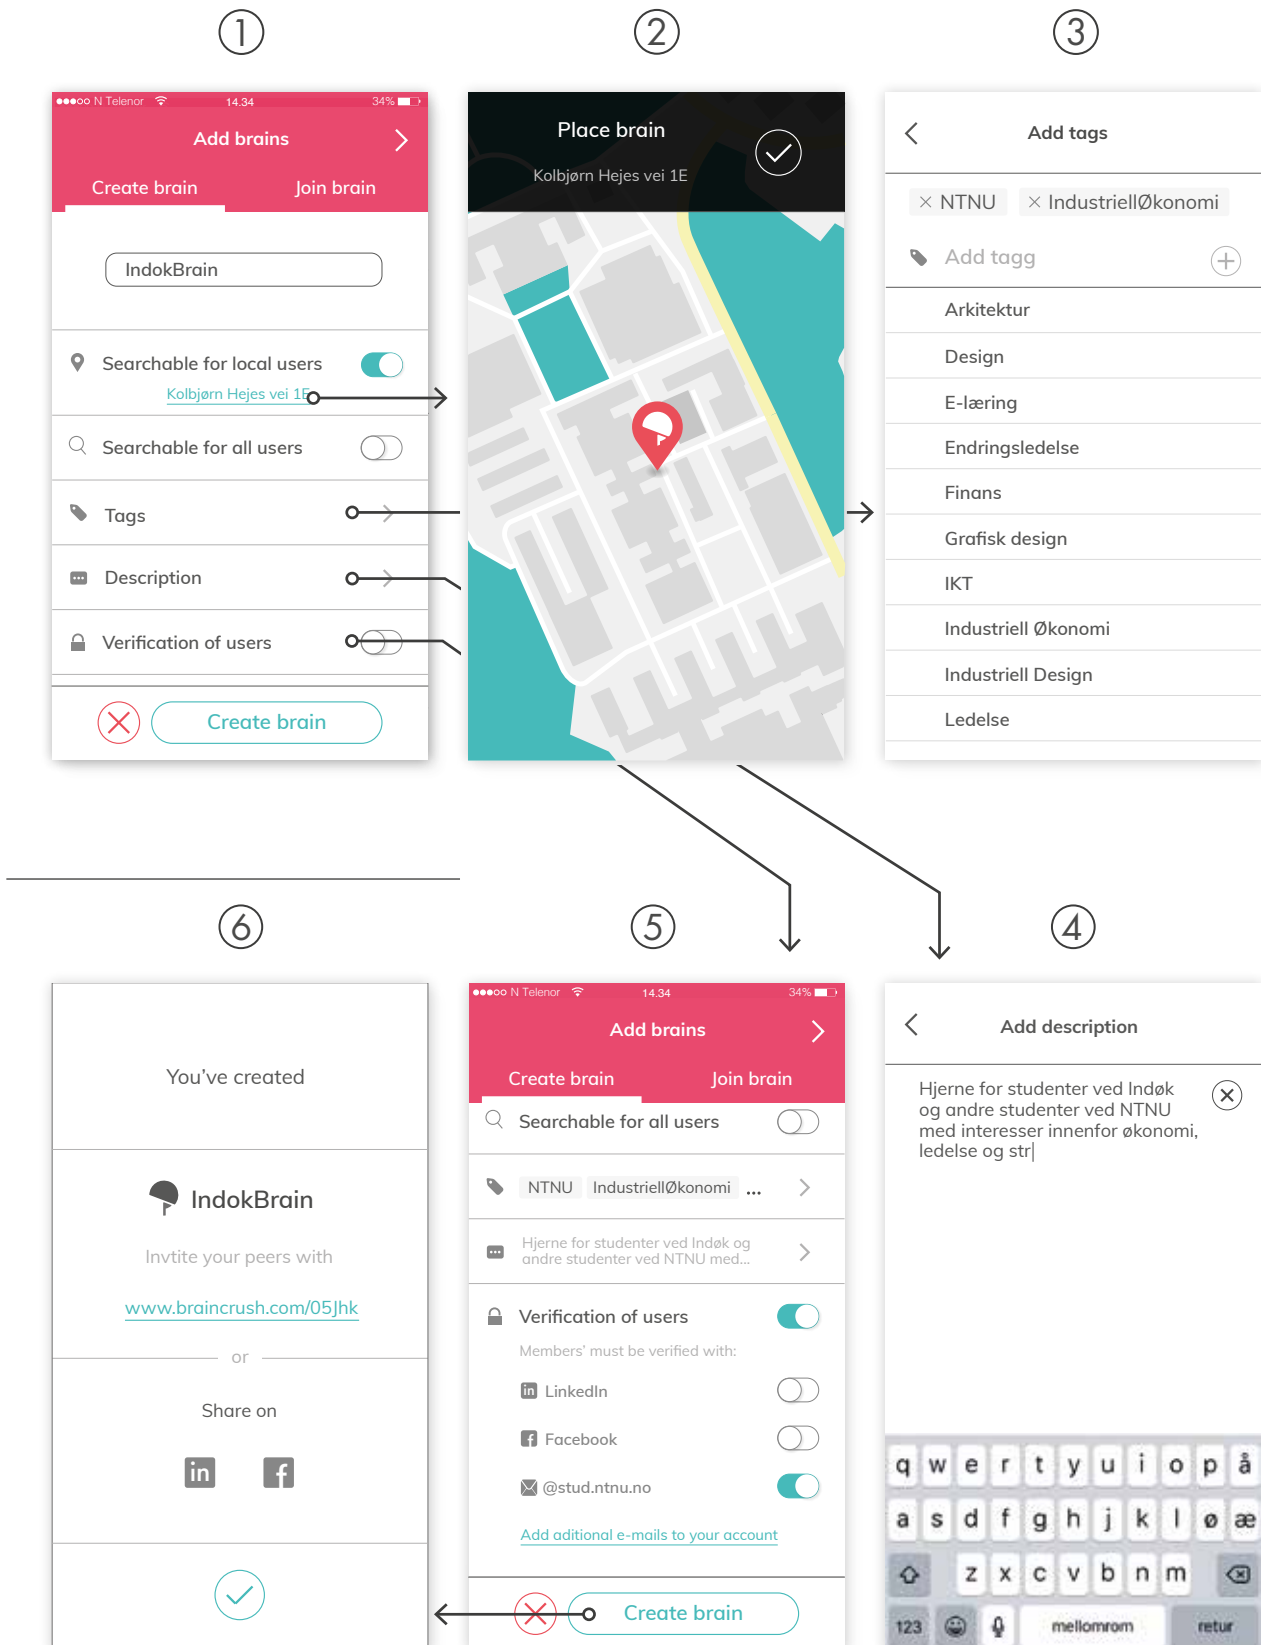 1
2
3
N Telenor 14.34 34%
Add brains
Create brain Join brain
IndokBrain
Searchable for local users
Kolbjørn Hejes vei 1E
Searchable for all users
Tags
Description
Verification of users
Create brain
Place brain
Kolbjørn Hejes vei 1E
Add tags
NTNU IndustriellØkonomi
Add tagg
Arkitektur
Design
E-læring
Endringsledelse
Finans
Grafisk design
IKT
Industriell Økonomi
Industriell Design
Ledelse
6
5
4
You've created
IndokBrain
Invtite your peers with
www.braincrush.com/05Jhk
or
Share on
in f
N Telenor 14.34 34%
Add brains
Create brain Join brain
Searchable for all users
NTNU IndustriellØkonomi ...
Hjerne for studenter ved Indøk og
andre studenter ved NTNU med...
Verification of users
Members' must be verified with:
in LinkedIn
f Facebook
@stud.ntnu.no
Add aditional e-mails to your account
Create brain
Add description
Hjerne for studenter ved Indøk
og andre studenter ved NTNU
med interesser innenfor økonomi,
ledelse og str
q w e r t y u i o p å
a s d f g h j k l ø æ
z x c v b n m
123 mellomrom retur